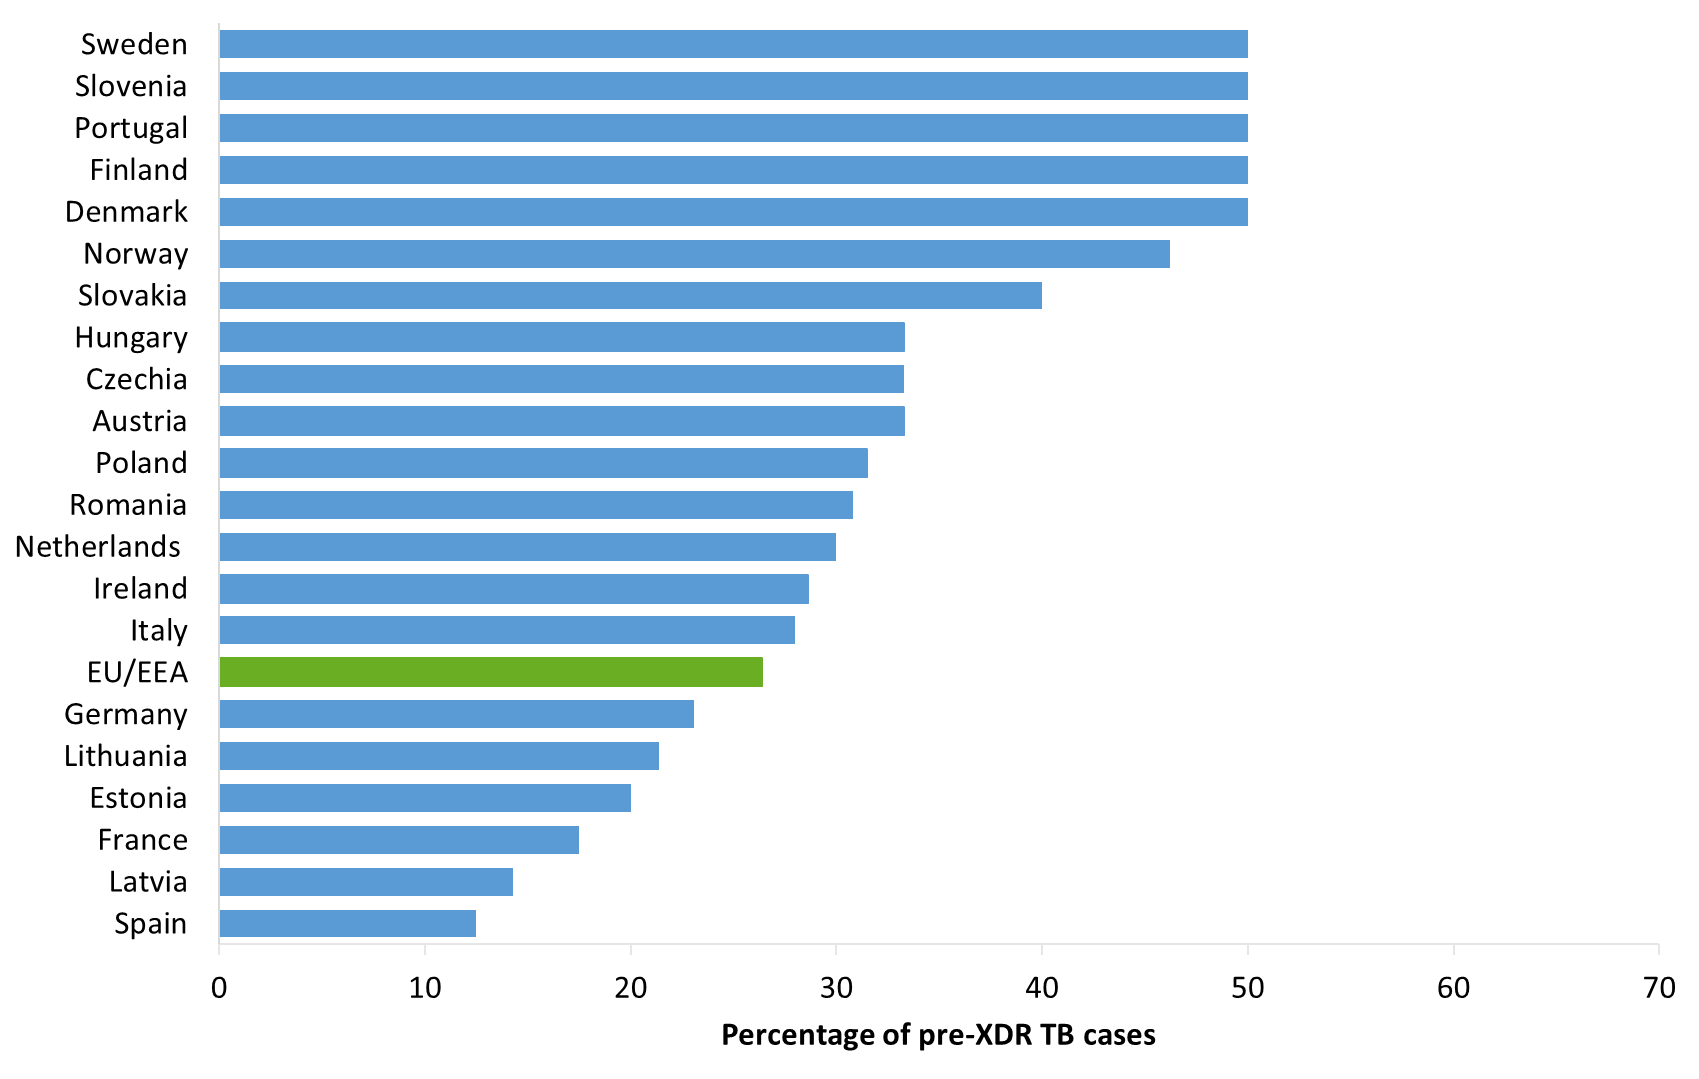 Sweden
Slovenia
Portugal
Finland
Denmark
Norway
Slovakia
Hungary
Czechia
Austria
Poland
Romania
Netherlands
Ireland
Italy
EU/EEA
Germany
Lithuania
Estonia
France
Latvia
Spain
0 10 20 30 40 50 60 70
Percentage of pre-XDR TB cases